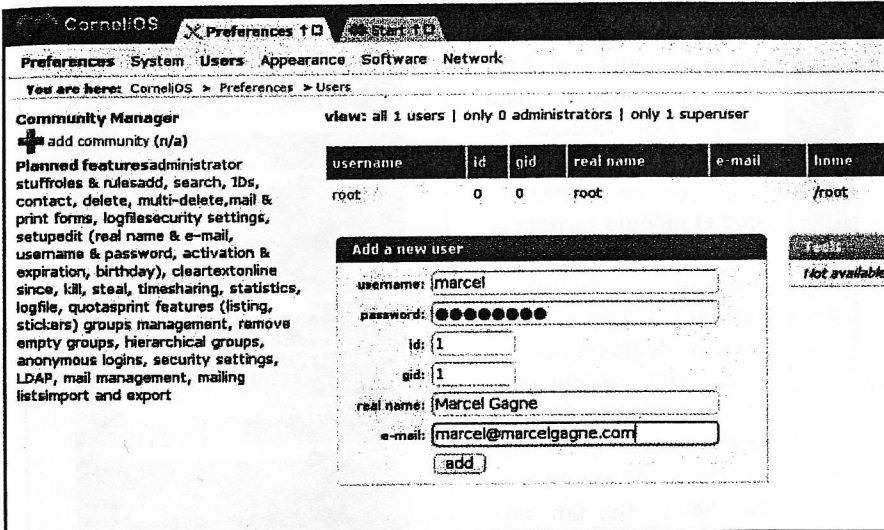 CorneliOS
Preferences
Start
Preferences System Users Appearance Software Network
You are here: CorneliOS > Preferences > Users
Community Manager
add community (n/a)
Planned featuresadministrator
stuffroles & rulesadd, search, IDs,
contact, delete, multi-delete,mail &
print forms, logfilesecurity settings,
setupedit (real name & e-mail,
username & password, activation &
expiration, birthday), cleartextonline
since, kill, steal, timesharing, statistics,
logfile, quotasprint features (listing,
stickers) groups management, remove
empty groups, hierarchical groups,
anonymous logins, security settings,
LDAP, mail management, mailing
listsimport and export
view: all 1 users | only 0 administrators | only 1 superuser
username id gid real name e-mail home
root 0 0 root /root
Add a new user
username: marcel
password: ●●●●●●●●
id: 1
gid: 1
real name: Marcel Gagne
e-mail: marcel@marcelgagne.com
add
Tools
Not available